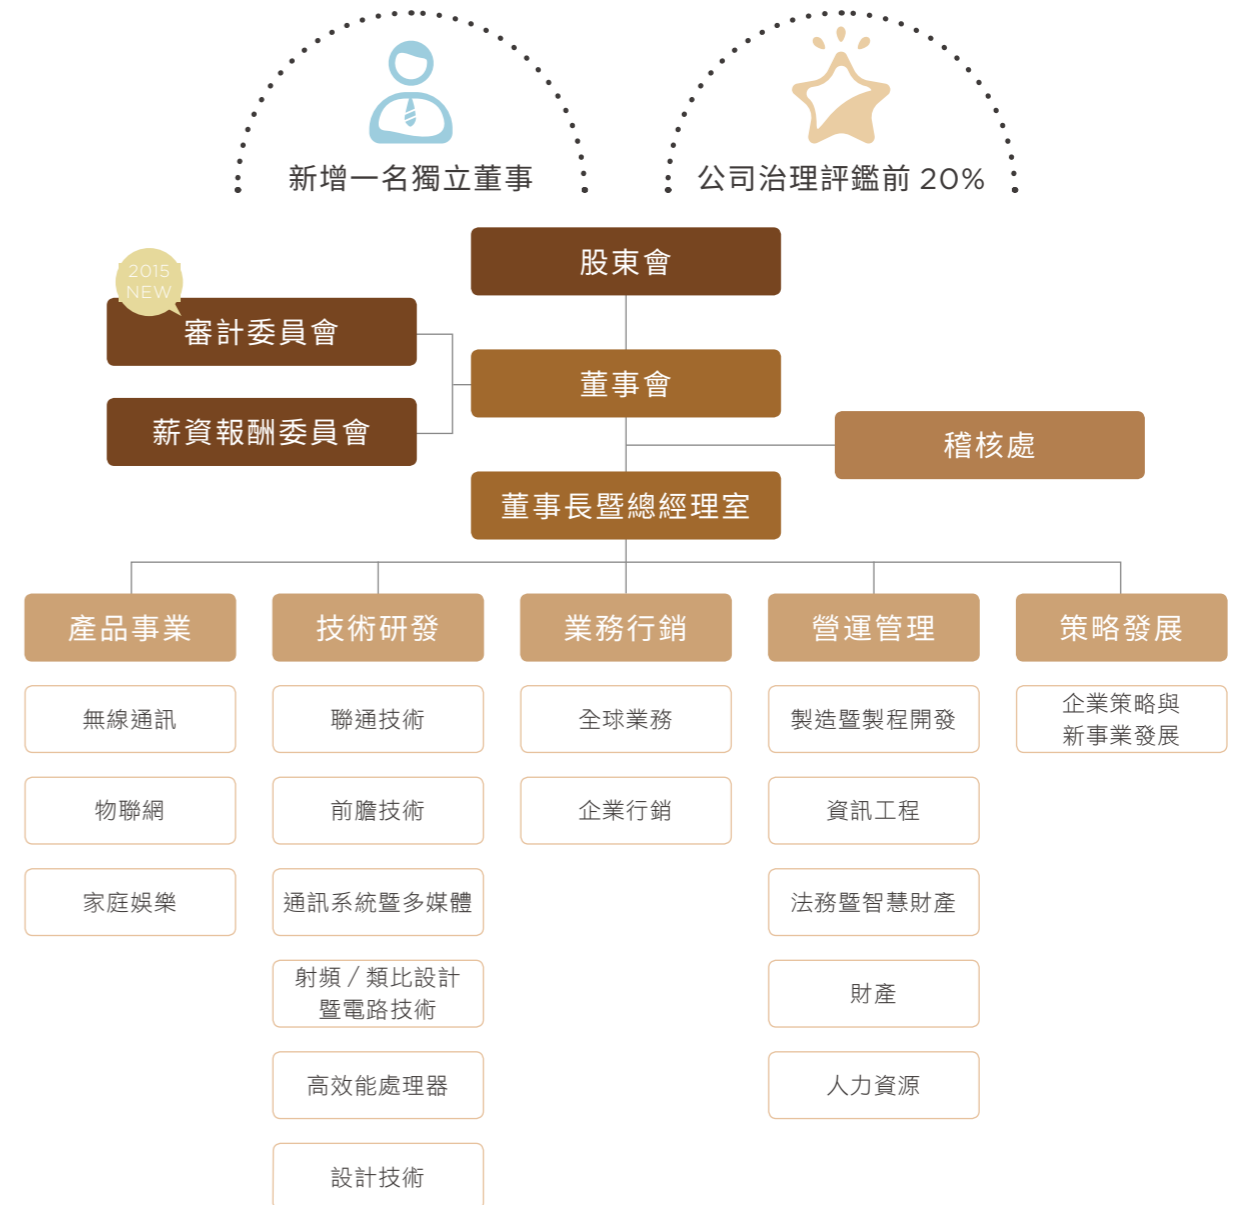 新增一名獨立董事
公司治理評鑑前 20%
股東會
2015
NEW
審計委員會
董事會
薪資報酬委員會
稽核處
董事長暨總經理室
產品事業
技術研發
業務行銷
營運管理
策略發展
無線通訊
聯通技術
全球業務
製造暨製程開發
企業策略與
新事業發展
物聯網
前膽技術
企業行銷
資訊工程
家庭娛樂
通訊系統暨多媒體
法務暨智慧財產
射頻 / 類比設計
暨電路技術
財產
高效能處理器
人力資源
設計技術